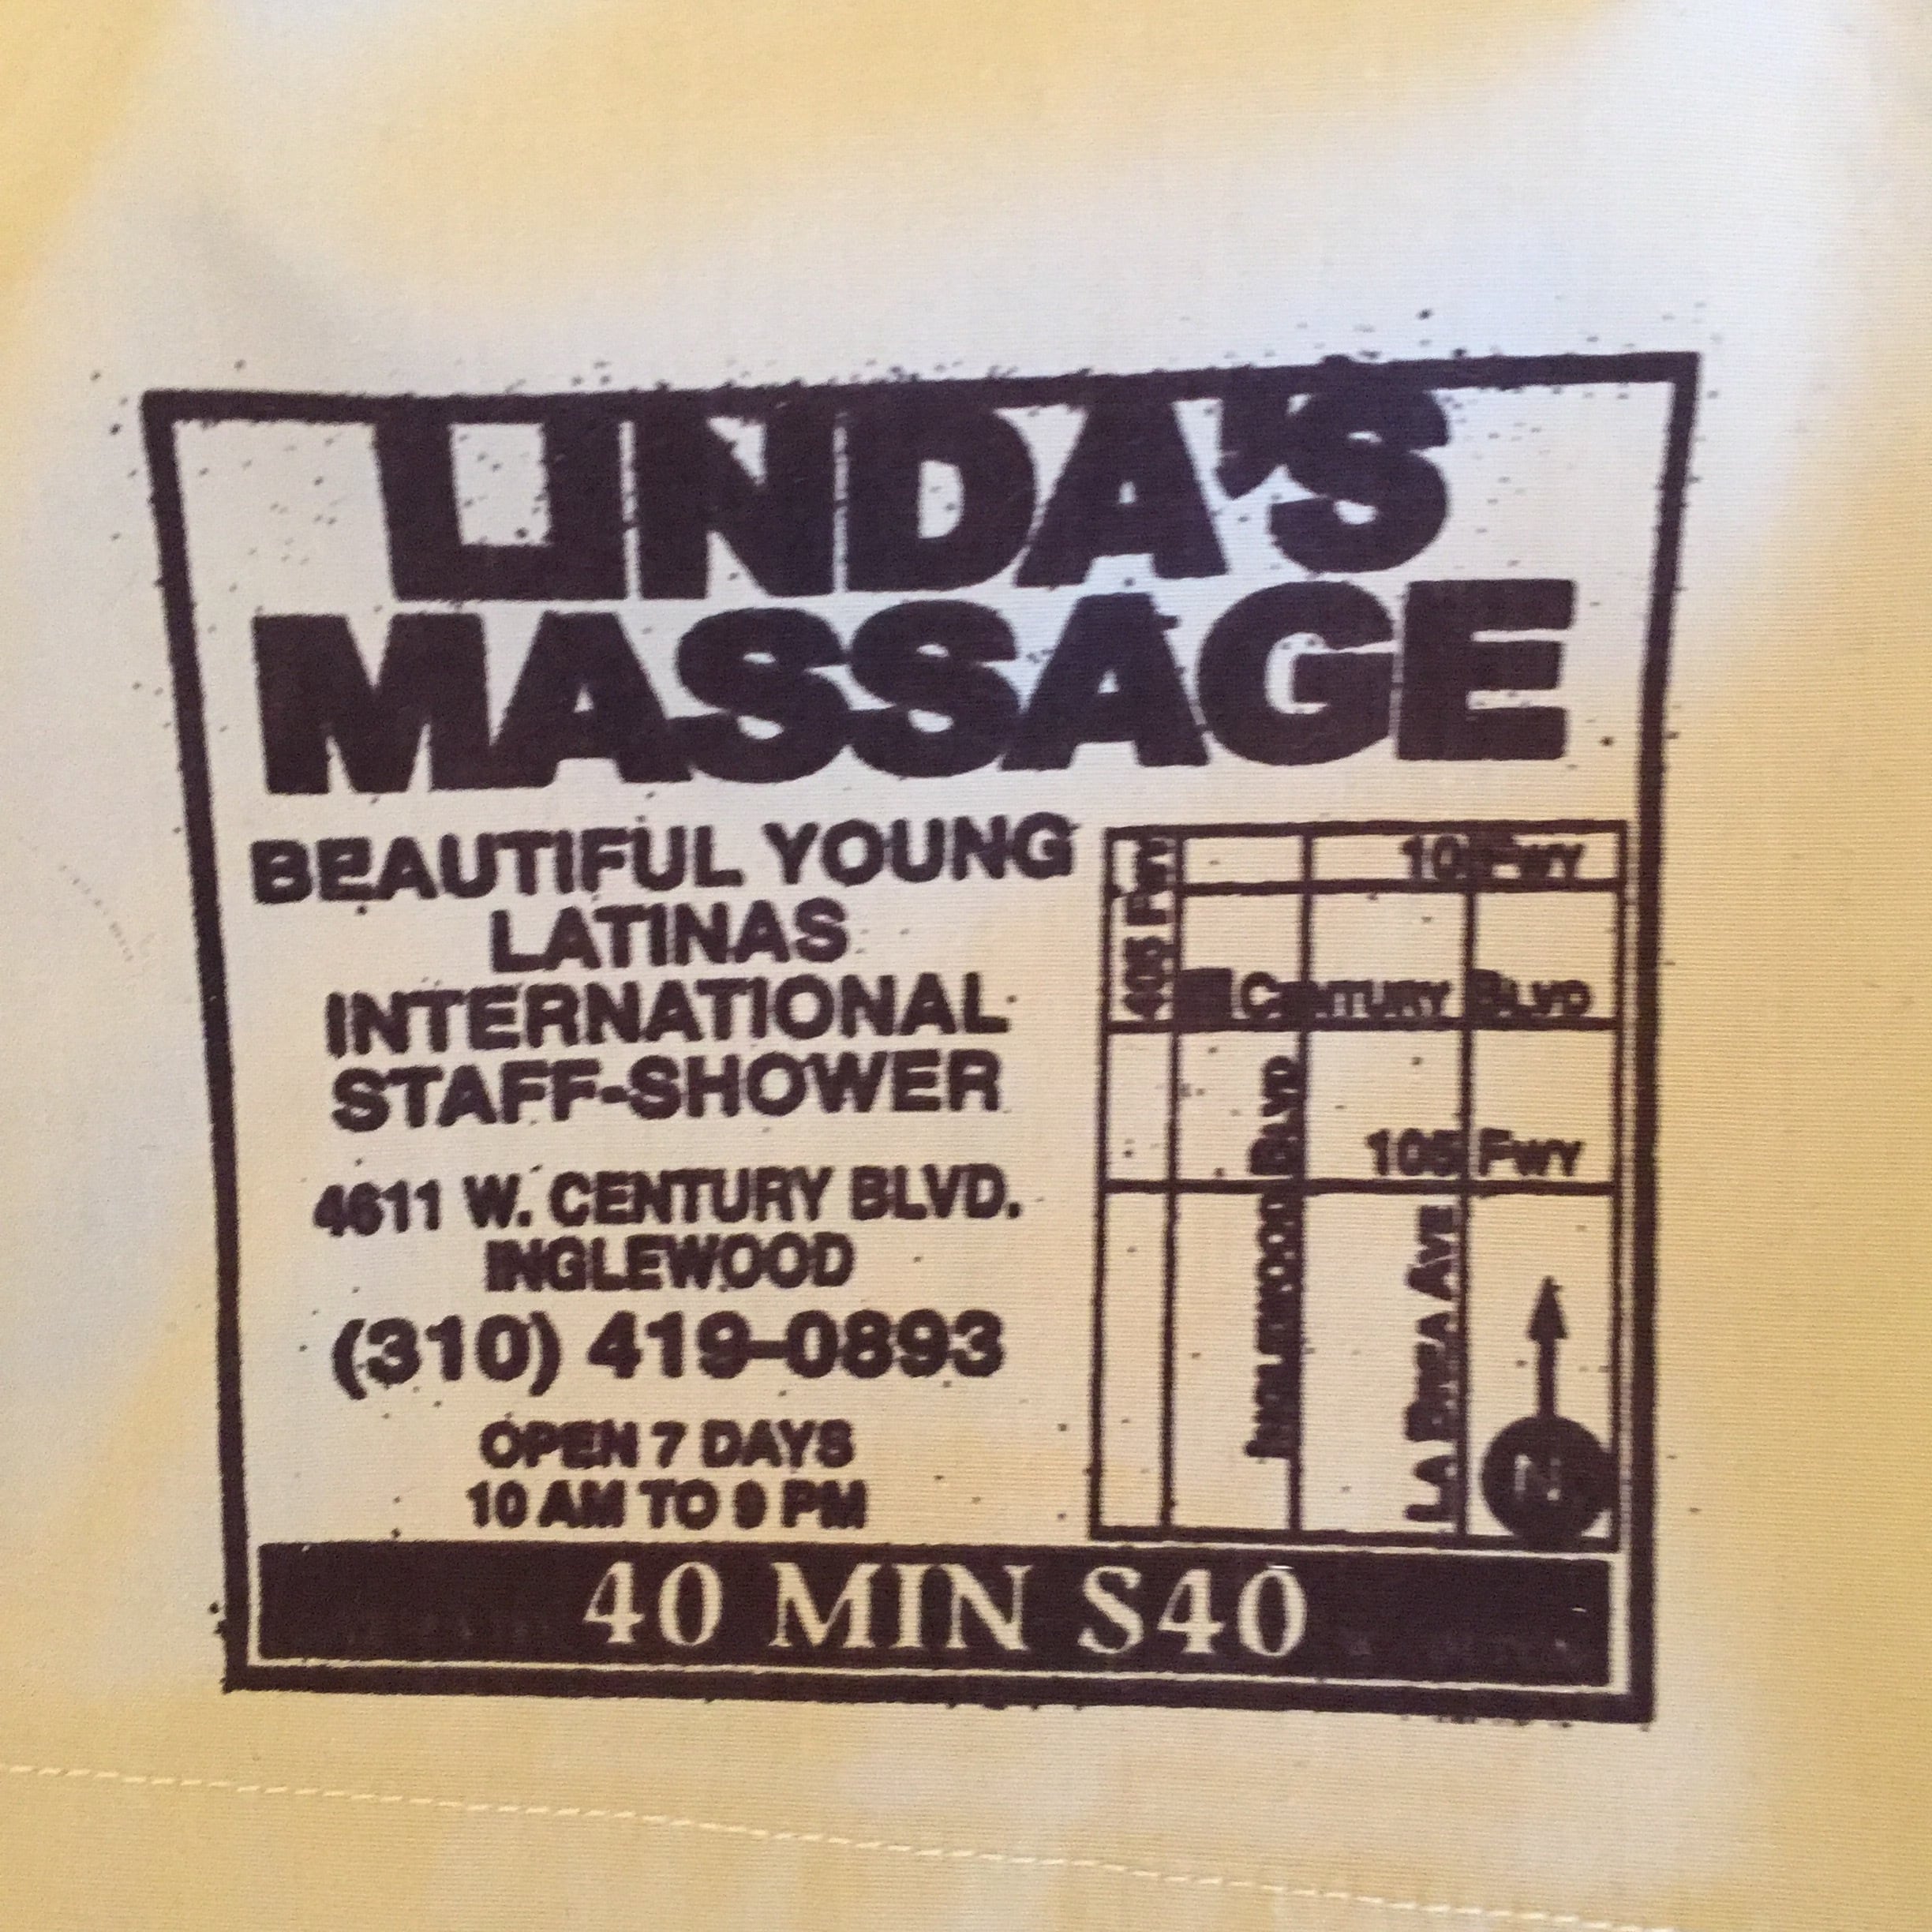 LINDA'S
MASSAGE
BEAUTIFUL YOUNG
LATINAS
INTERNATIONAL
STAFF-SHOWER
4611 W. CENTURY BLVD.
INGLEWOOD
(310) 419-0893
OPEN 7 DAYS
10 AM TO 9 PM
405 FWY
10 FWY
CENTURY BLVD
INGLEWOOD BLVD
105 FWY
LA BREA AVE
N
40 MIN $40